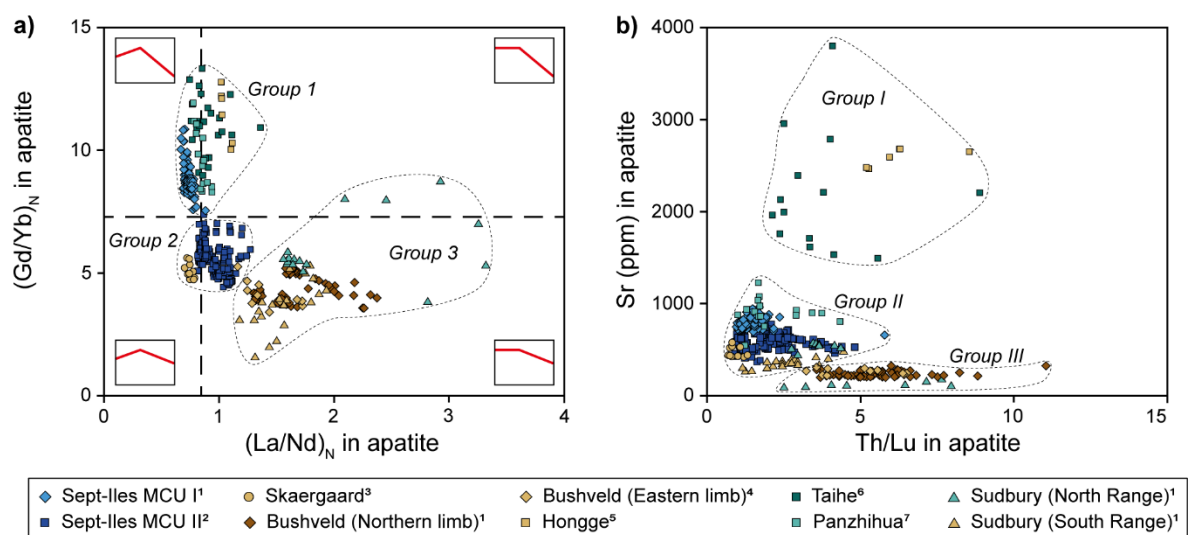 a)
15
10
5
0
0
1
2
3
4
(Gd/Yb)N in apatite
(La/Nd)N in apatite
Group 1
Group 2
Group 3
b)
4000
3000
2000
1000
0
0
5
10
15
Sr (ppm) in apatite
Th/Lu in apatite
Group I
Group II
Group III
Sept-Iles MCU I¹
Skaergaard³
Bushveld (Eastern limb)⁴
Taihe⁶
Sudbury (North Range)¹
Sept-Iles MCU II²
Bushveld (Northern limb)¹
Hongge⁵
Panzhihua⁷
Sudbury (South Range)¹